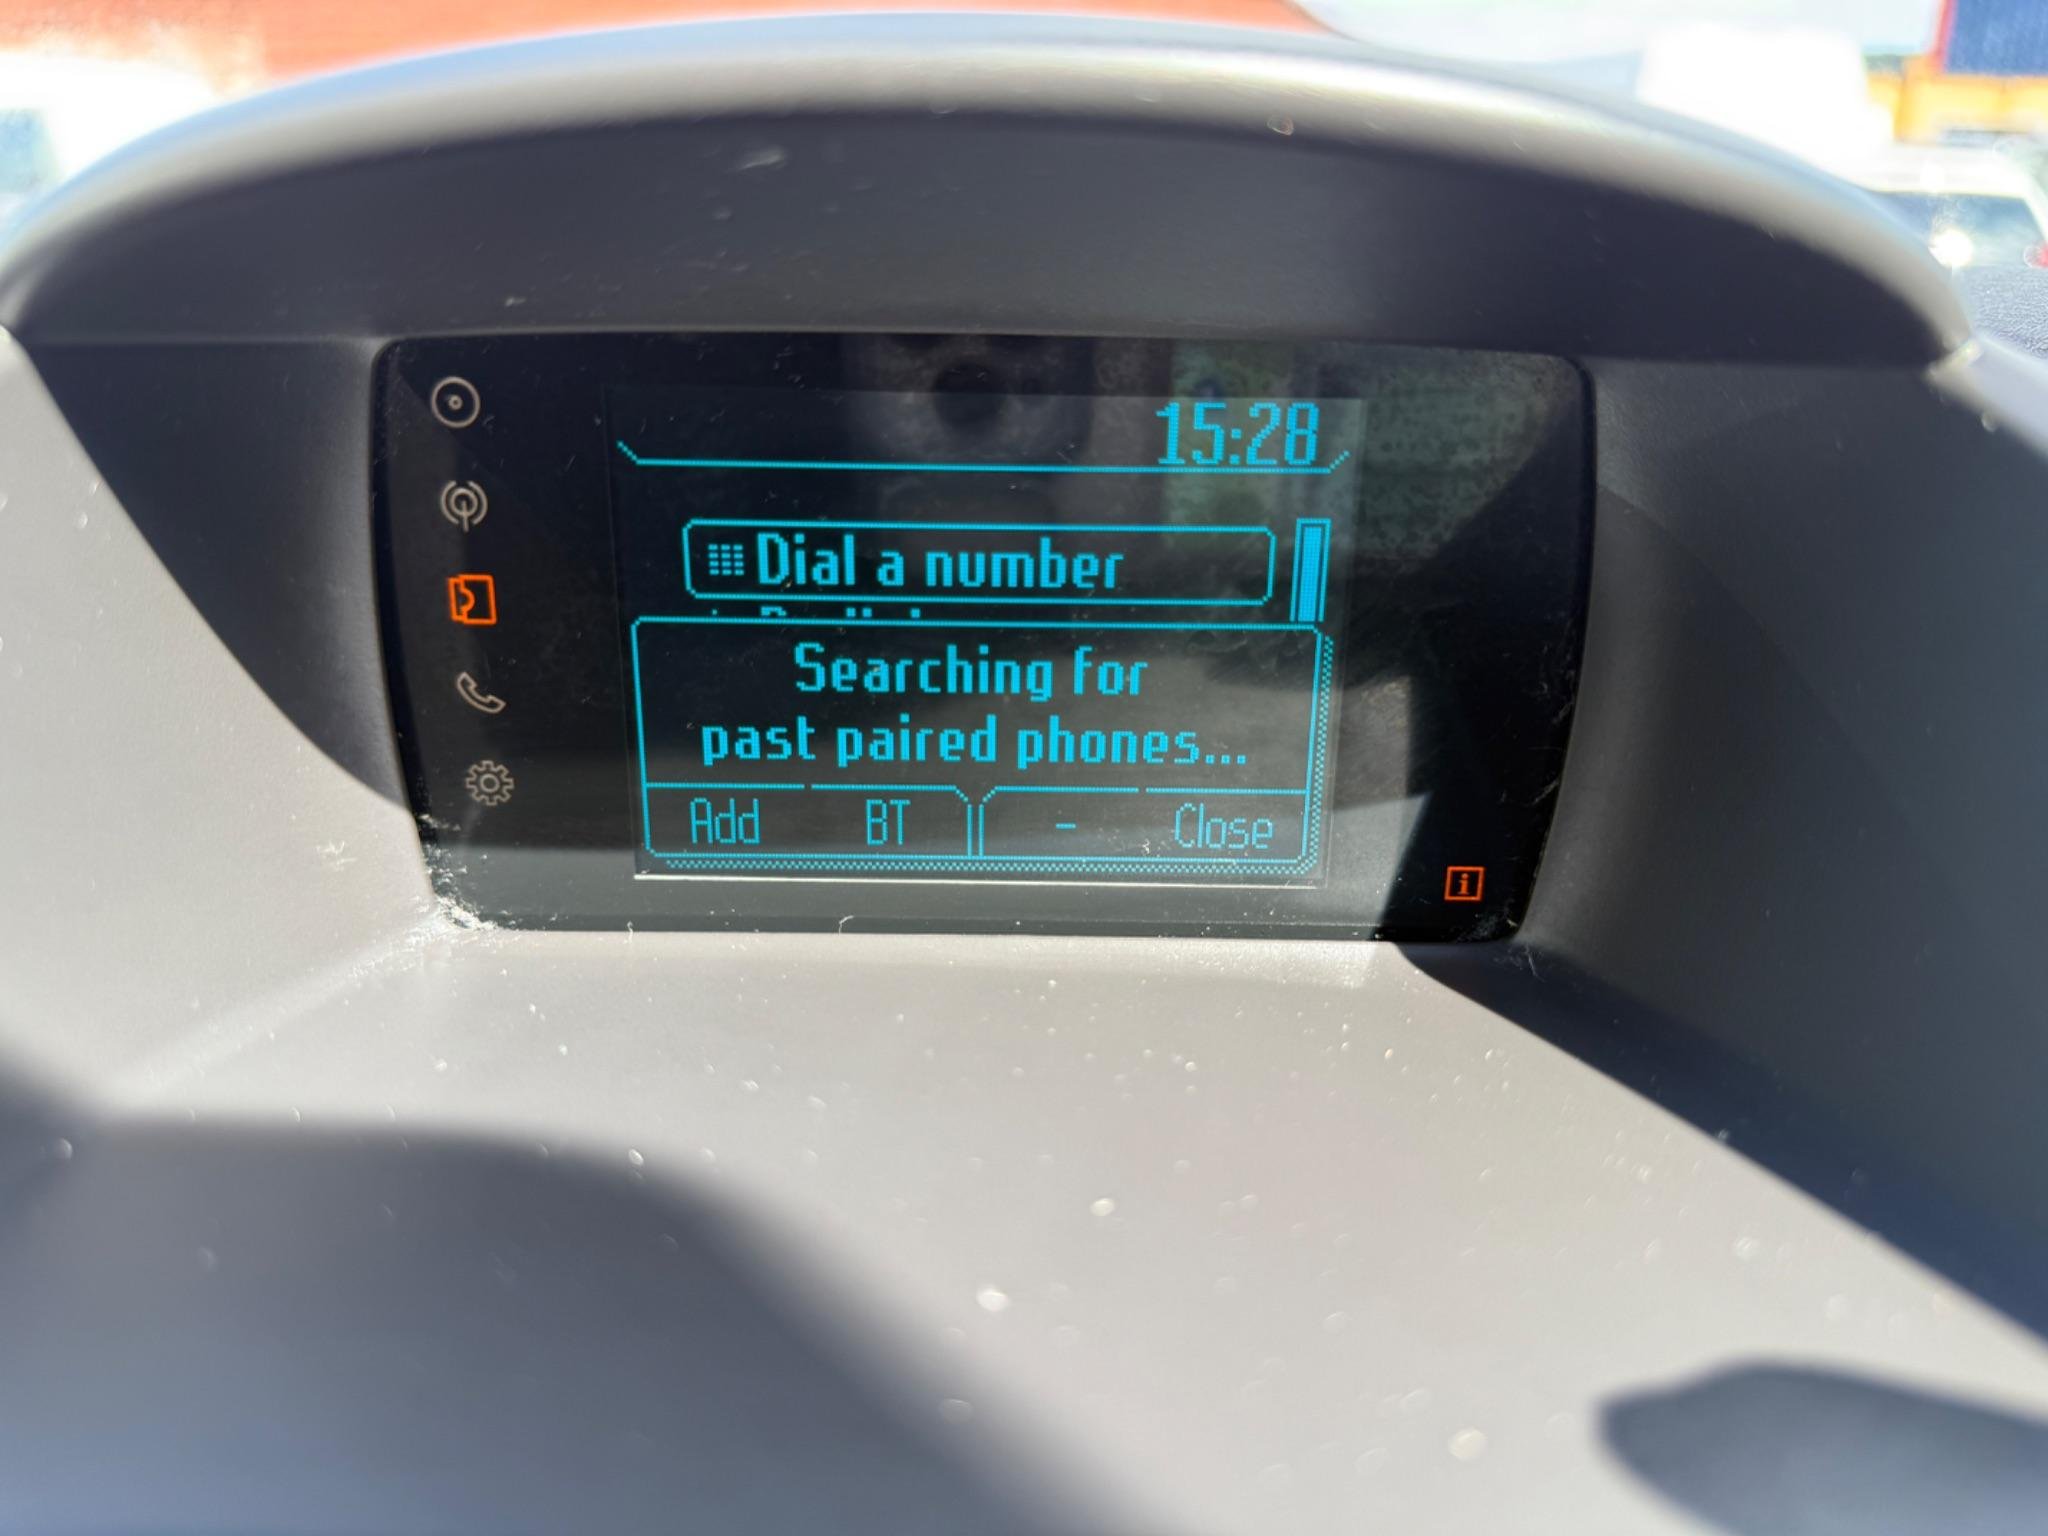 15:28
Dial a number
Searching for
past paired phones...
Add BT - Close
i